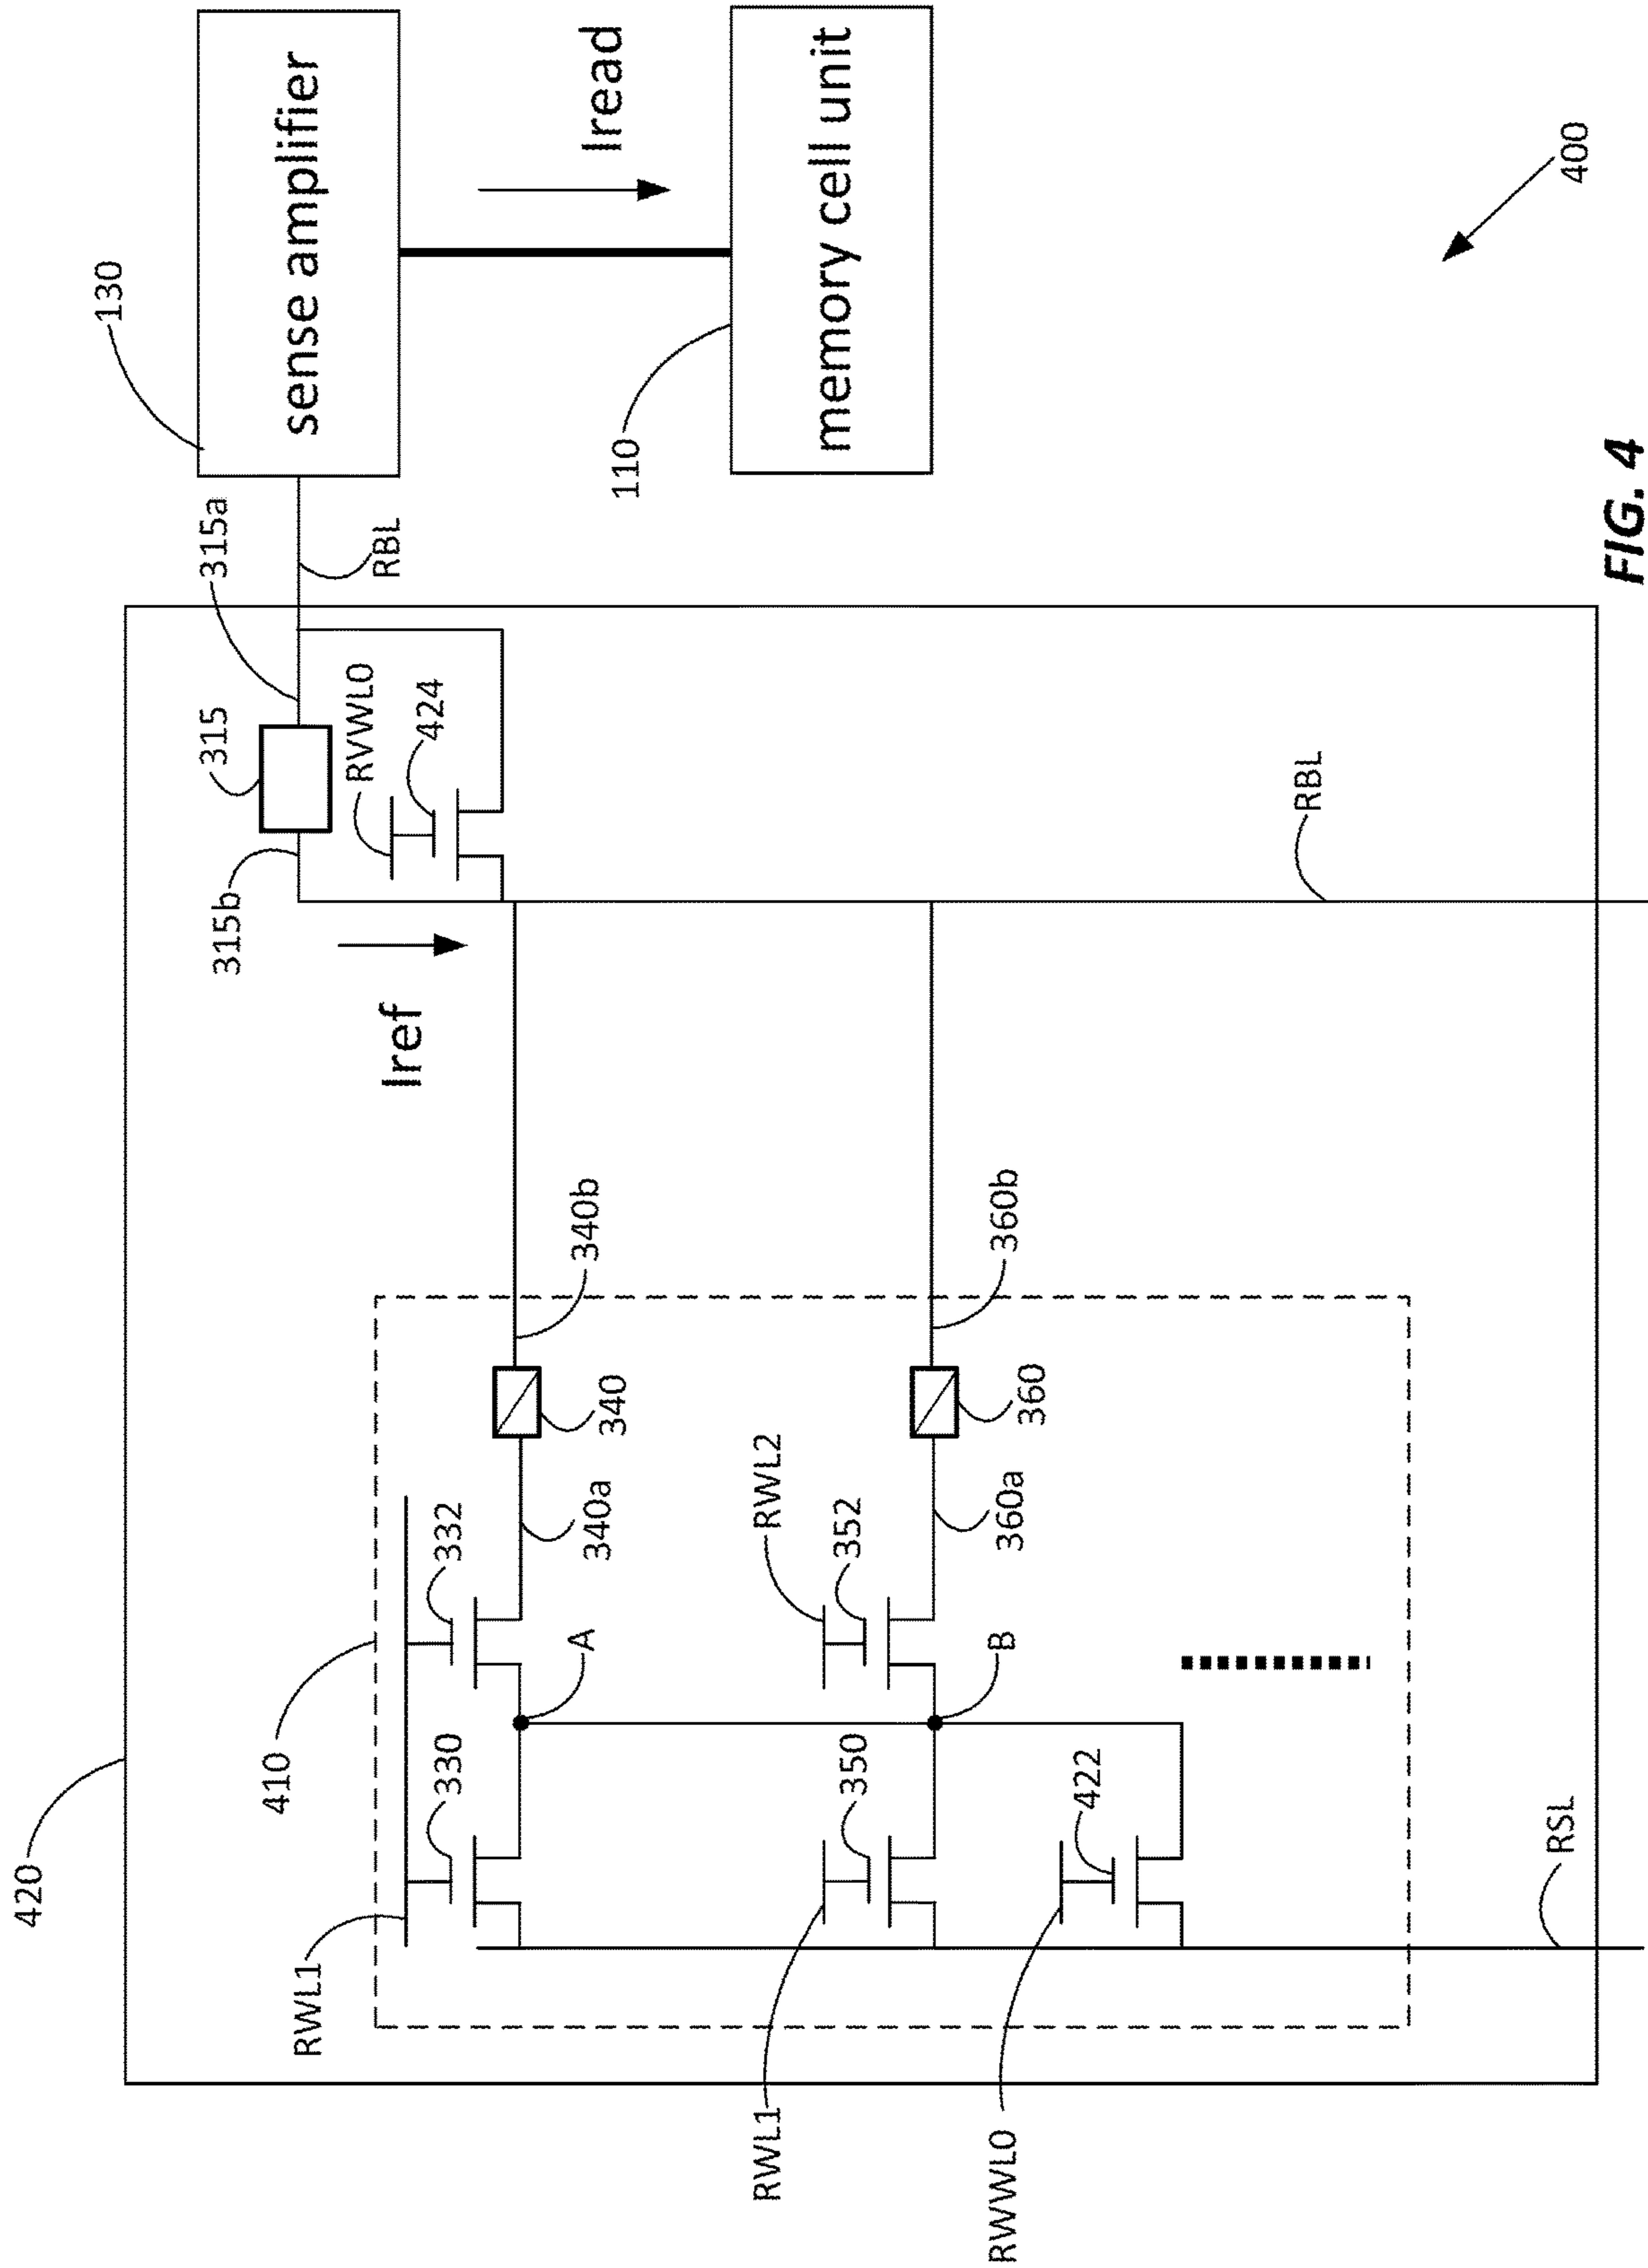 420
130
315b
315
315a
sense amplifier
410
RWL1
RVWL0
RBL
Iref
424
330
332
A
340a
340
340b
Iread
110
RWL1
RWL2
350
352
memory cell unit
RWWL0
B
360a
360
360b
422
RBL
RSL
400
FIG. 4